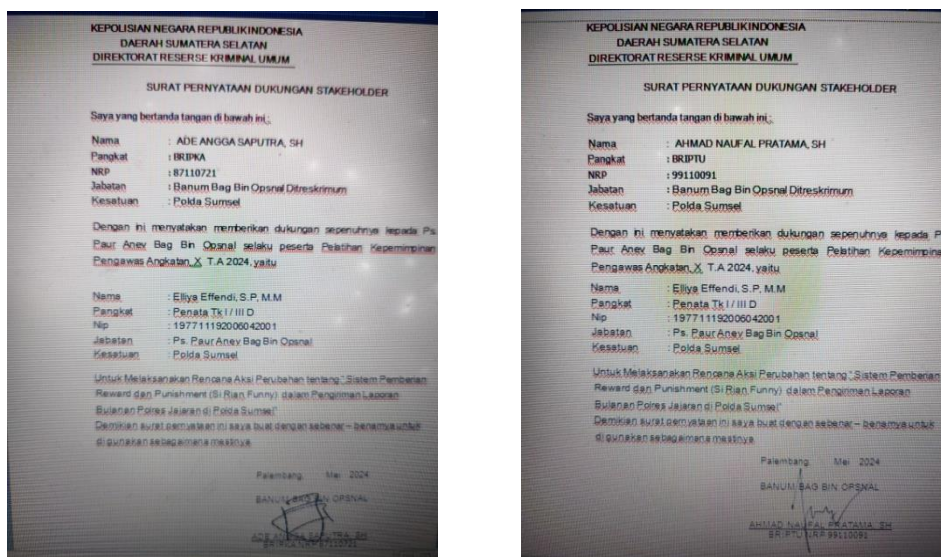 KEPOLISIAN NEGARA REPUBLIK INDONESIA
DAERAH SUMATERA SELATAN
DIREKTORAT RESERSE KRIMINAL UMUM
SURAT PERNYATAAN DUKUNGAN STAKEHOLDER
Saya yang bertanda tangan di bawah ini :
Nama : ADE ANGGA SAPUTRA, SH
Pangkat : BRIPKA
NRP : 87110721
Jabatan : Banum Bag Bin Opsnal Ditreskrimum
Kesatuan : Polda Sumsel
Dengan ini menyatakan memberikan dukungan sepenuhnya kepada Ps.
Paur Anev Bag Bin Opsnal selaku peserta Pelatihan Kepemimpinan
Pengawas Angkatan X T.A 2024, yaitu
Nama : Elliya Effendi, S.P, M.M
Pangkat : Penata Tk I / III D
Nip : 197711192006042001
Jabatan : Ps. Paur Anev Bag Bin Opsnal
Kesatuan : Polda Sumsel
Untuk Melaksanakan Rencana Aksi Perubahan tentang " Sistem Pemberian
Reward dan Punishment (Si Rian Funny) dalam Pengiriman Laporan
Bulanan Polres Jajaran di Polda Sumsel"
Demikian surat pernyataan ini saya buat dengan sebenar – benarnya untuk
di gunakan sebagaimana mestinya
Palembang, Mei 2024
BANUM BAG BIN OPSNAL
ADE ANGGA SAPUTRA, SH
BRIPKA NRP 87110721
KEPOLISIAN NEGARA REPUBLIK INDONESIA
DAERAH SUMATERA SELATAN
DIREKTORAT RESERSE KRIMINAL UMUM
SURAT PERNYATAAN DUKUNGAN STAKEHOLDER
Saya yang bertanda tangan di bawah ini :
Nama : AHMAD NAUFAL PRATAMA, SH
Pangkat : BRIPTU
NRP : 99110091
Jabatan : Banum Bag Bin Opsnal Ditreskrimum
Kesatuan : Polda Sumsel
Dengan ini menyatakan memberikan dukungan sepenuhnya kepada
Paur Anev Bag Bin Opsnal selaku peserta Pelatihan
Pengawas Angkatan X T.A 2024, yaitu
Nama : Elliya Effendi, S.P, M.M
Pangkat : Penata Tk I / III D
Nip : 197711192006042001
Jabatan : Ps. Paur Anev Bag Bin Opsnal
Kesatuan : Polda Sumsel
Untuk Melaksanakan Rencana Aksi Perubahan tentang " Sistem Pemberian
Reward dan Punishment (Si Rian Funny) dalam Pengiriman Laporan
Bulanan Polres Jajaran di Polda Sumsel"
Demikian surat pernyataan ini saya buat dengan sebenar – benarnya untuk
di gunakan sebagaimana mestinya
Palembang, Mei 2024
BANUM BAG BIN OPSNAL
AHMAD NAUFAL PRATAMA, SH
BRIPTU NRP 99110091